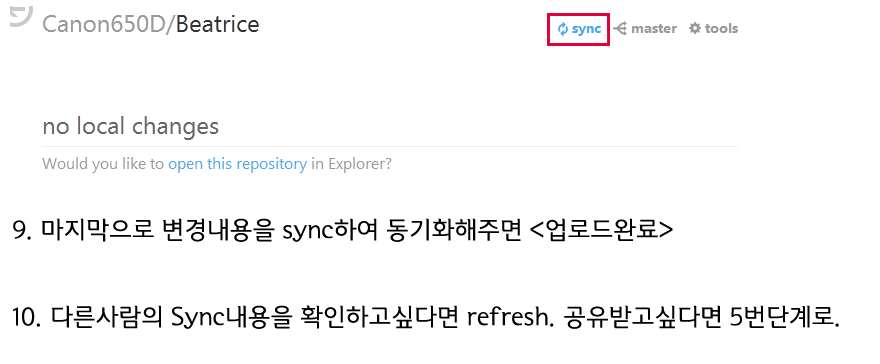 Canon650D/Beatrice
sync master tools
no local changes
Would you like to open this repository in Explorer?
9. 마지막으로 변경내용을 sync하여 동기화해주면 <업로드완료>
10. 다른사람의 Sync내용을 확인하고싶다면 refresh. 공유받고싶다면 5번단계로.